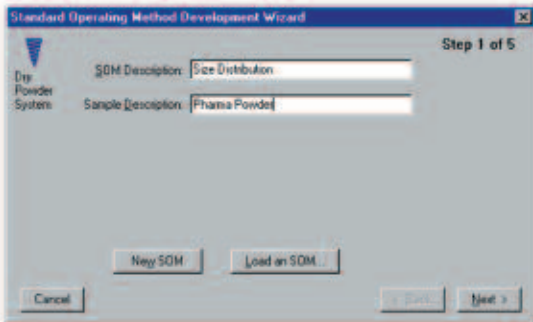 Standard Operating Method Development Wizard
Step 1 of 5
Dry
Powder
System
SOM Description: Size Distribution
Sample Description: Pharma Powder
New SOM
Load an SOM...
Cancel
< Back
Next >